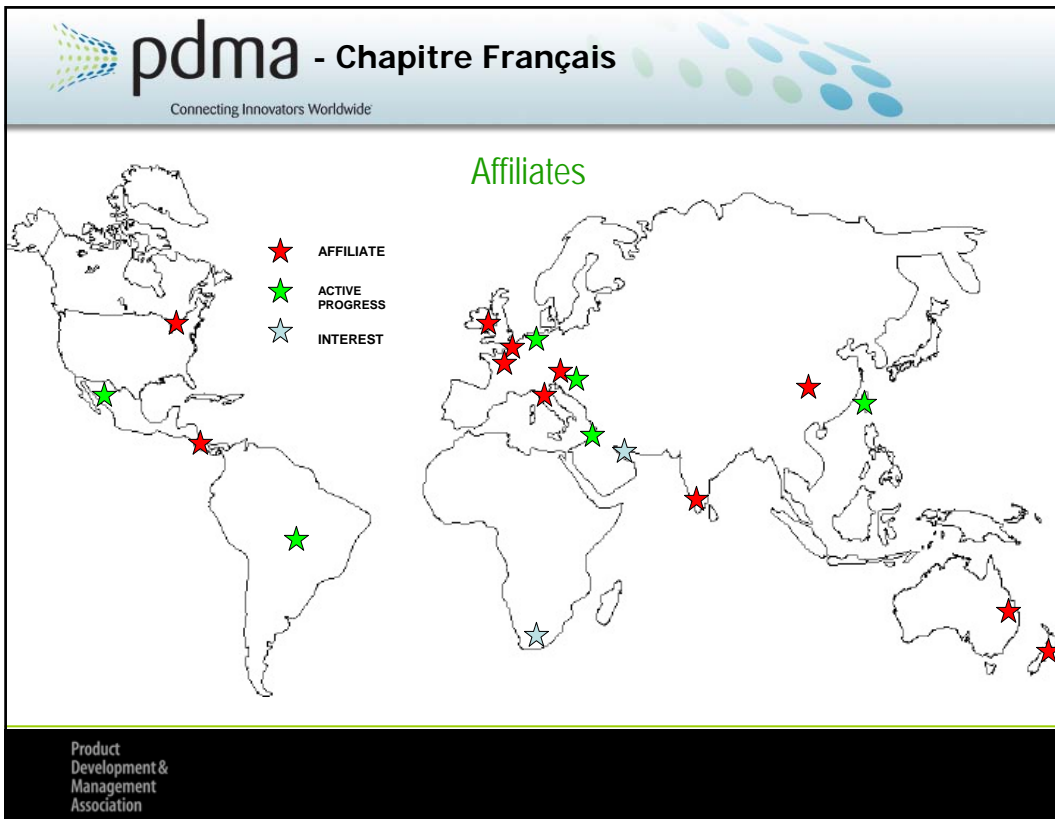 pdma - Chapitre Français
Connecting Innovators Worldwide
Affiliates
AFFILIATE
ACTIVE
PROGRESS
INTEREST
Product
Development &
Management
Association